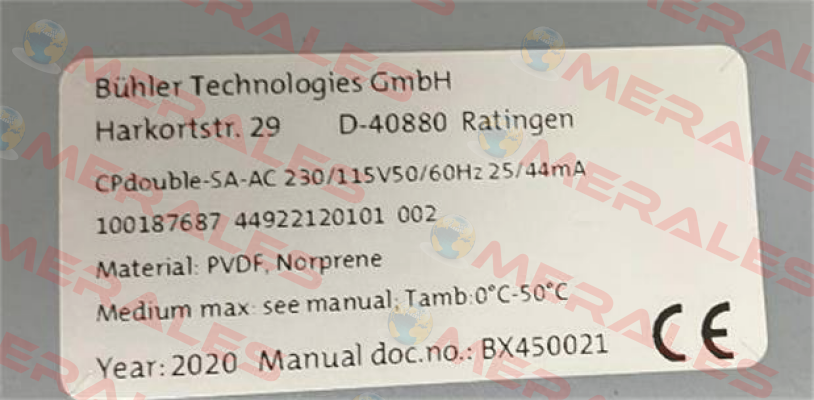 Bühler Technologies GmbH
Harkortstr. 29 D-40880 Ratingen
CPdouble-SA-AC 230/115V50/60Hz 25/44mA
100187687 44922120101 002
Material: PVDF, Norprene
Medium max: see manual; Tamb:0°C-50°C
Year: 2020 Manual doc.no.: BX450021
CE
MERALES